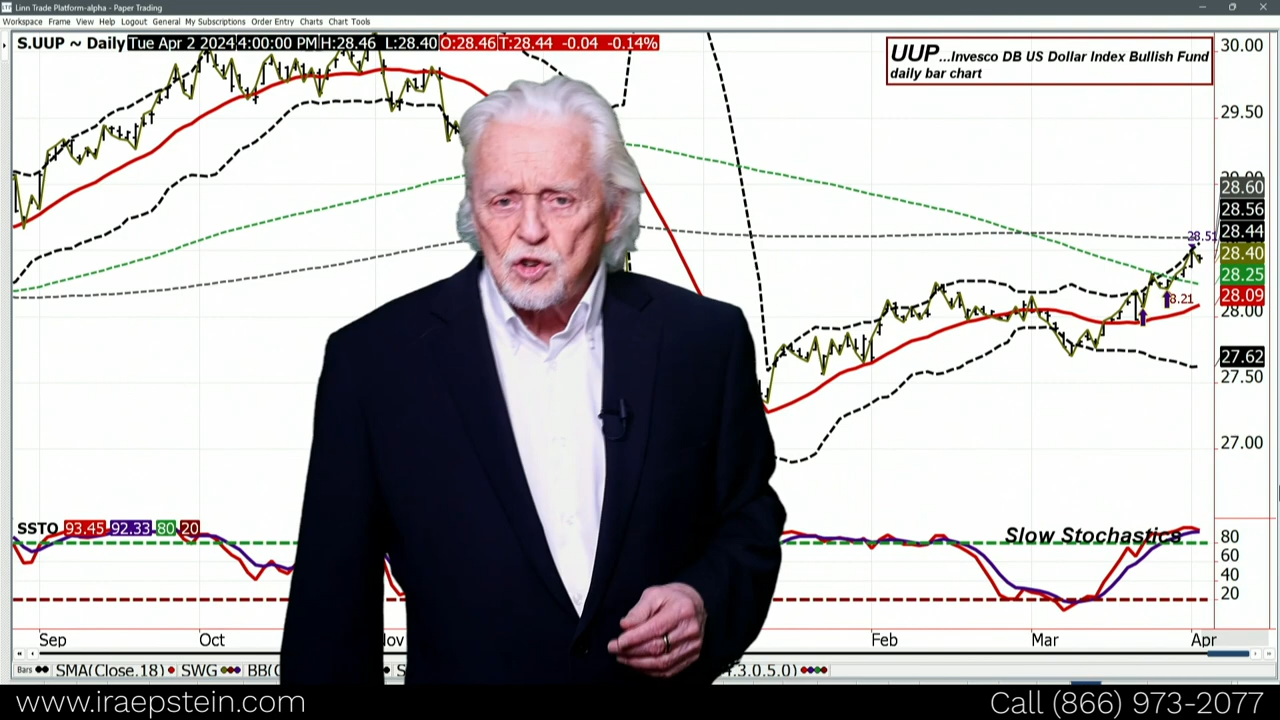 Linn Trade Platform-alpha - Paper Trading
Workspace Frame View Help Logout General My Subscriptions Order Entry Charts Chart Tools
S.UUP ~ Daily Tue Apr 2 2024 4:00:00 PM H:28.46 L:28.40 O:28.46 T:28.44 -0.04 -0.14%
UUP...Invesco DB US Dollar Index Bullish Fund
daily bar chart
30.00
29.50
28.60
28.56
28.51
28.44
28.40
28.25
28.09
28.00
27.62
27.50
27.00
SSTO 93.45 92.33 80 20
Slow Stochastics
80
60
40
20
Sep Oct Nov Feb Mar Apr
Bars SMA(Close,18) SWG BB(
www.iraepstein.com Call (866) 973-2077